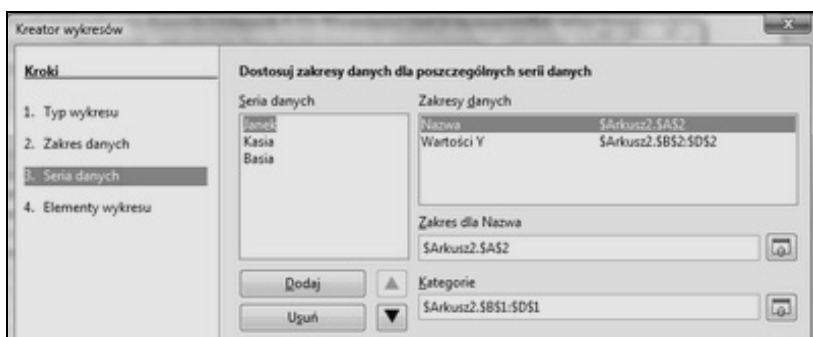 Kreator wykresów
Kroki
1. Typ wykresu
2. Zakres danych
3. Seria danych
4. Elementy wykresu
Dostosuj zakresy danych dla poszczególnych serii danych
Seria danych
Janek
Kasia
Basia
Dodaj
Usuń
Zakresy danych
Nazwa $Arkusz2.$A$2
Wartości Y $Arkusz2.$B$2:$D$2
Zakres dla Nazwa
$Arkusz2.$A$2
Kategorie
$Arkusz2.$B$1:$D$1